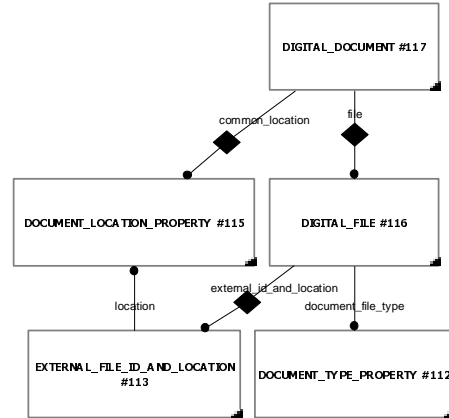 DIGITAL_DOCUMENT #117
common_location
file
DOCUMENT_LOCATION_PROPERTY #115
DIGITAL_FILE #116
external_id_and_location
location
document_file_type
EXTERNAL_FILE_ID_AND_LOCATION
#113
DOCUMENT_TYPE_PROPERTY #112